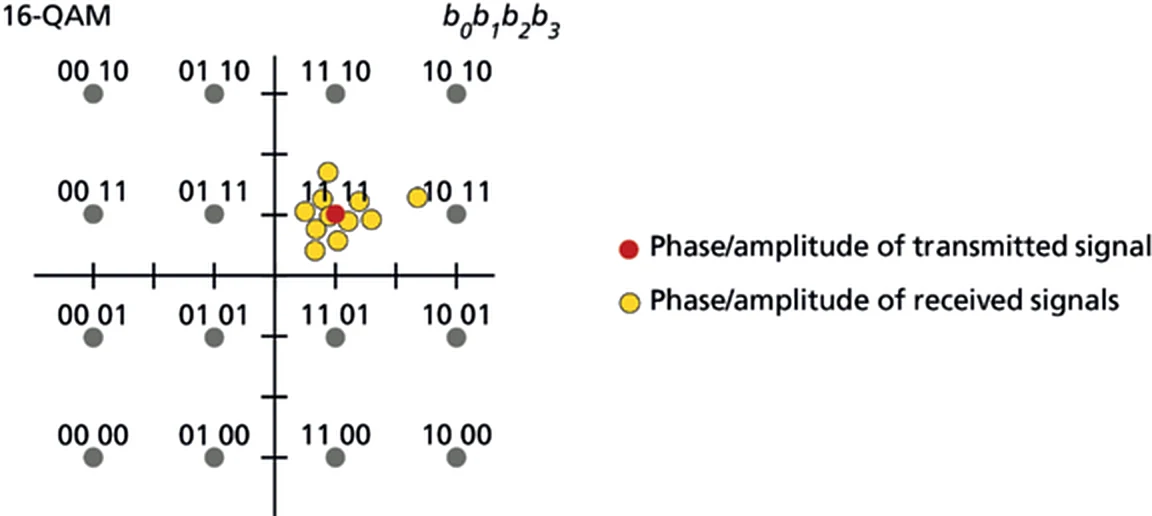 16-QAM b0b1b2b3
00 10 01 10 11 10 10 10
00 11 01 11 11 11 10 11
Phase/amplitude of transmitted signal
Phase/amplitude of received signals
00 01 01 01 11 01 10 01
00 00 01 00 11 00 10 00